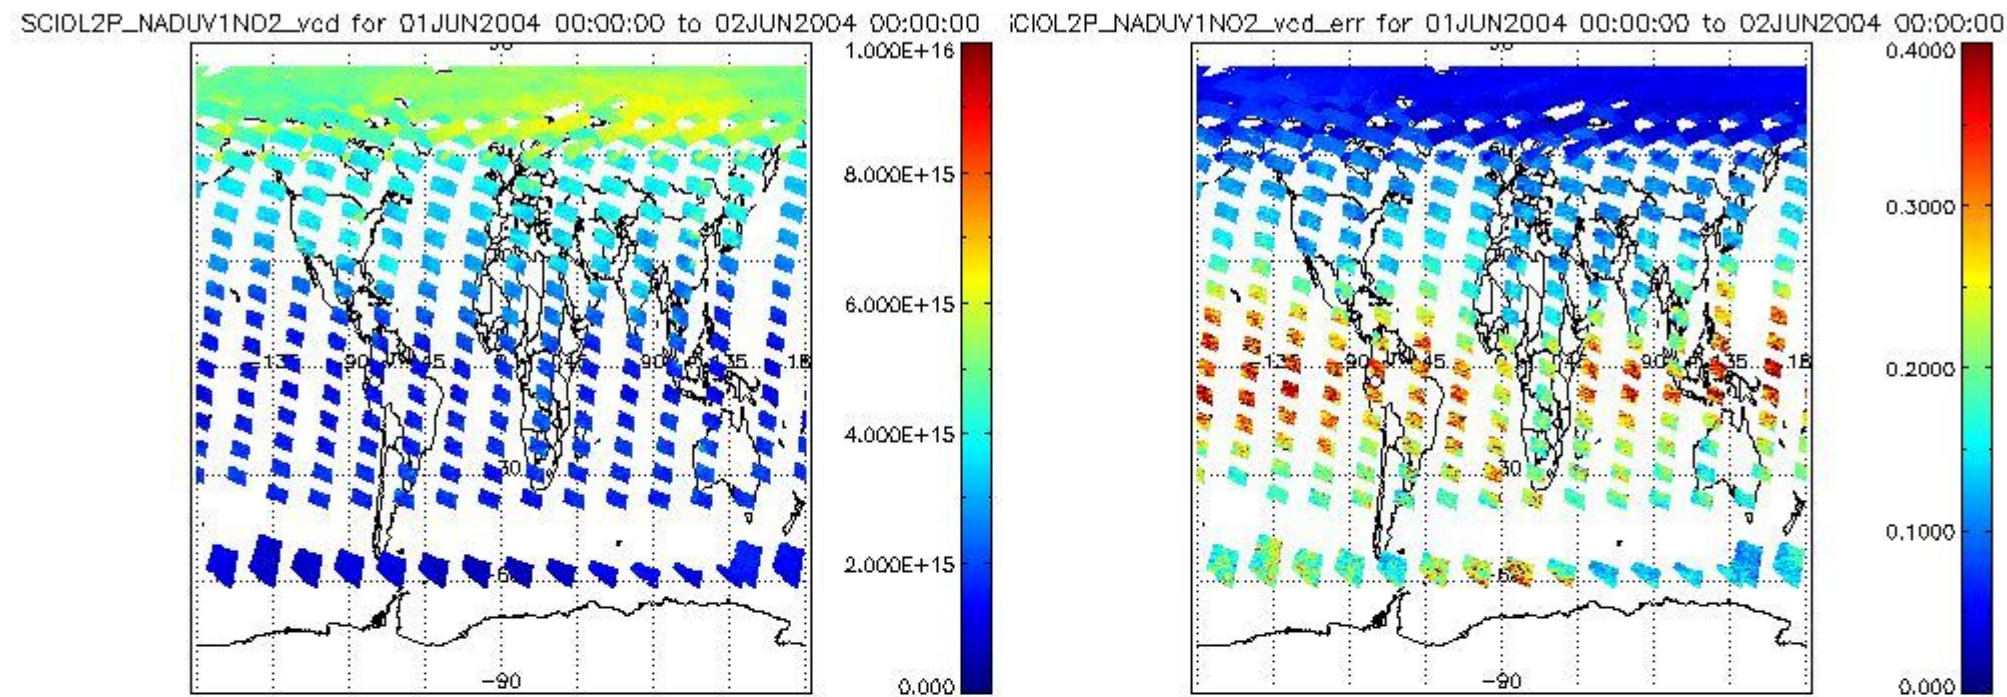 SCIOL2P_NADUV1NO2_vcd for 01JUN2004 00:00:00 to 02JUN2004 00:00:00
1.000E+16
8.000E+15
6.000E+15
4.000E+15
2.000E+15
0.000
90 45 90 135
30
-90
CIOL2P_NADUV1NO2_vcd_err for 01JUN2004 00:00:00 to 02JUN2004 00:00:00
0.4000
0.3000
0.2000
0.1000
0.000
-135 90 45 90 135 18
30
-90